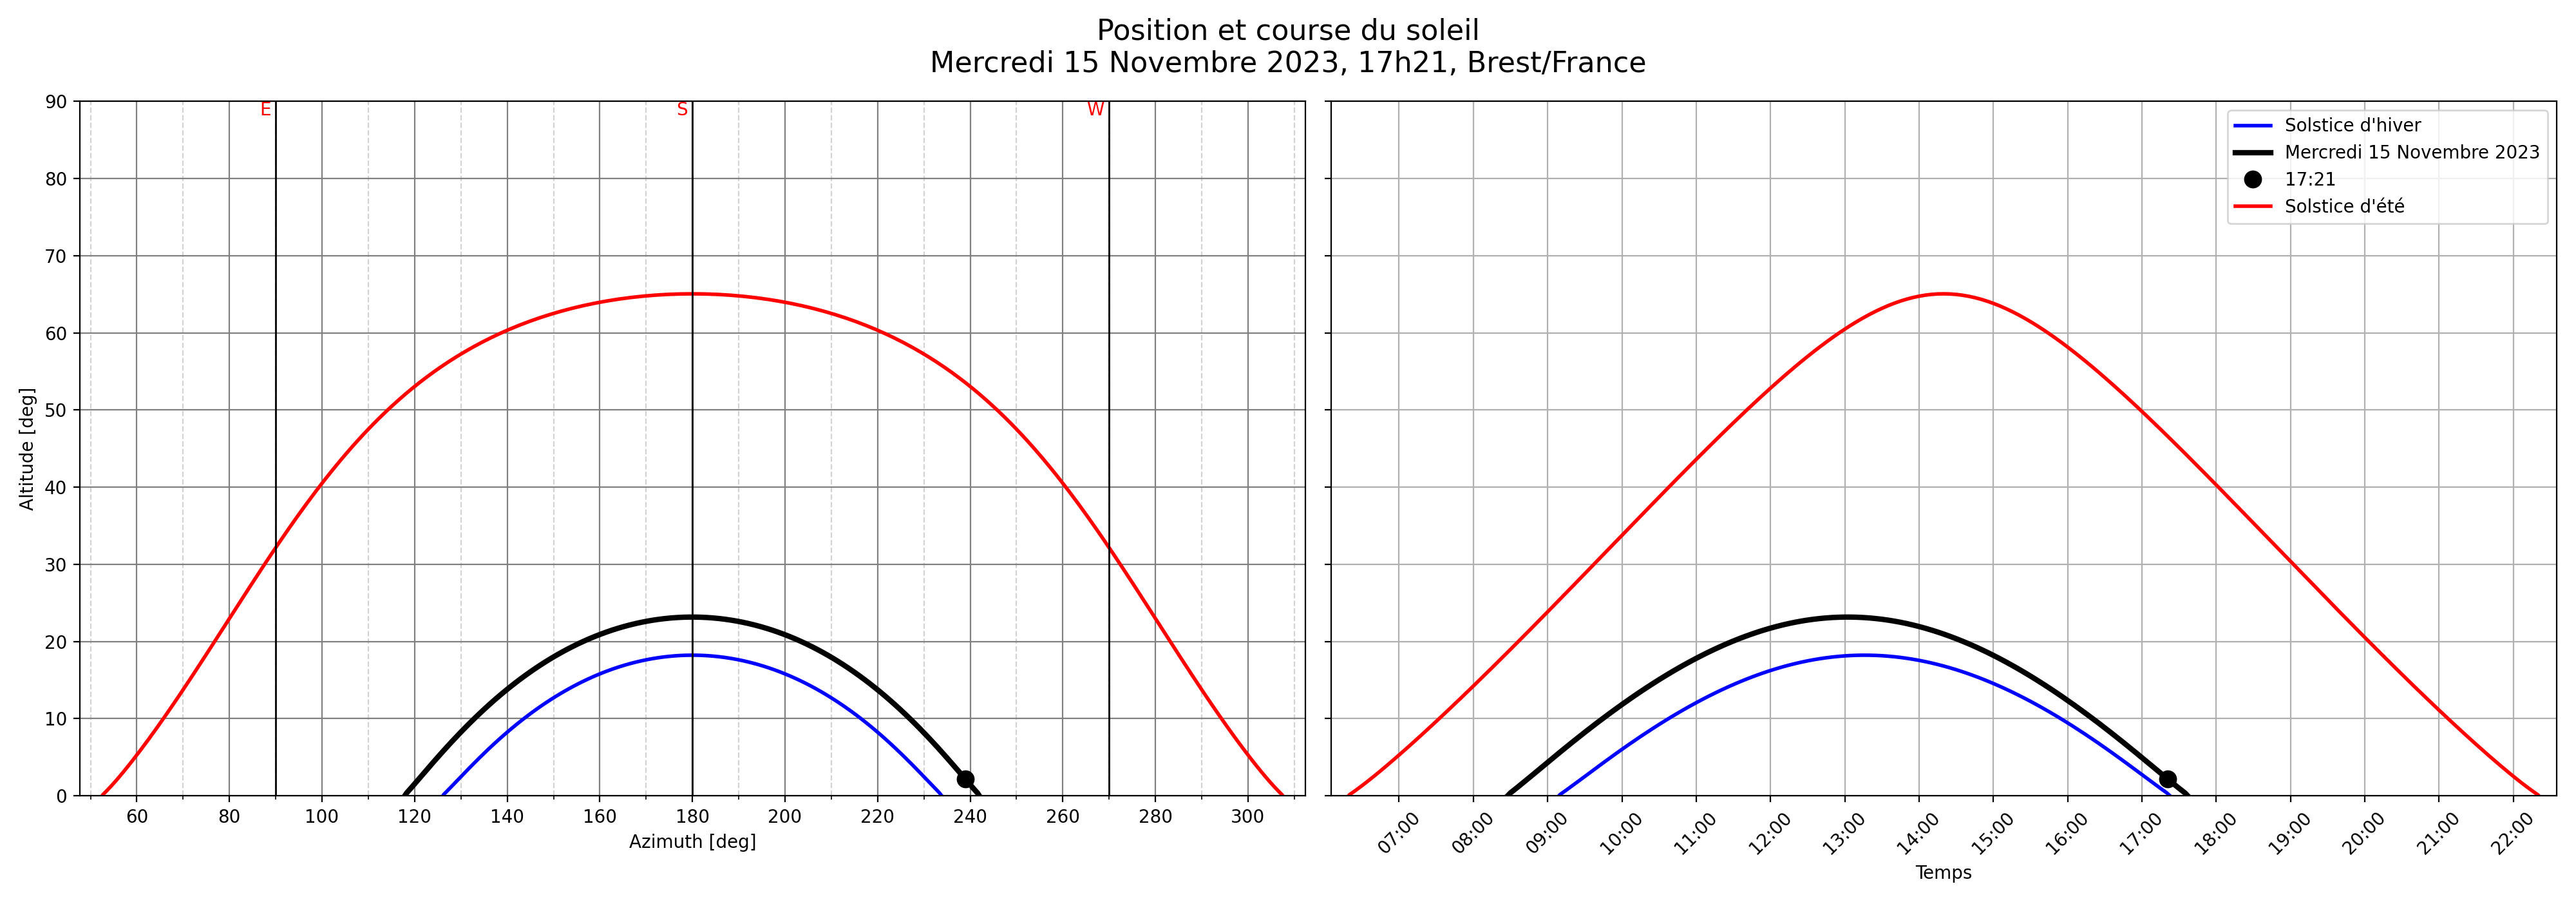 Position et course du soleil
Mercredi 15 Novembre 2023, 17h21, Brest/France
E
S
W
90
80
70
60
50
40
30
20
10
0
Altitude [deg]
60 80 100 120 140 160 180 200 220 240 260 280 300
Azimuth [deg]
Solstice d'hiver
Mercredi 15 Novembre 2023
17:21
Solstice d'été
07:00 08:00 09:00 10:00 11:00 12:00 13:00 14:00 15:00 16:00 17:00 18:00 19:00 20:00 21:00 22:00
Temps